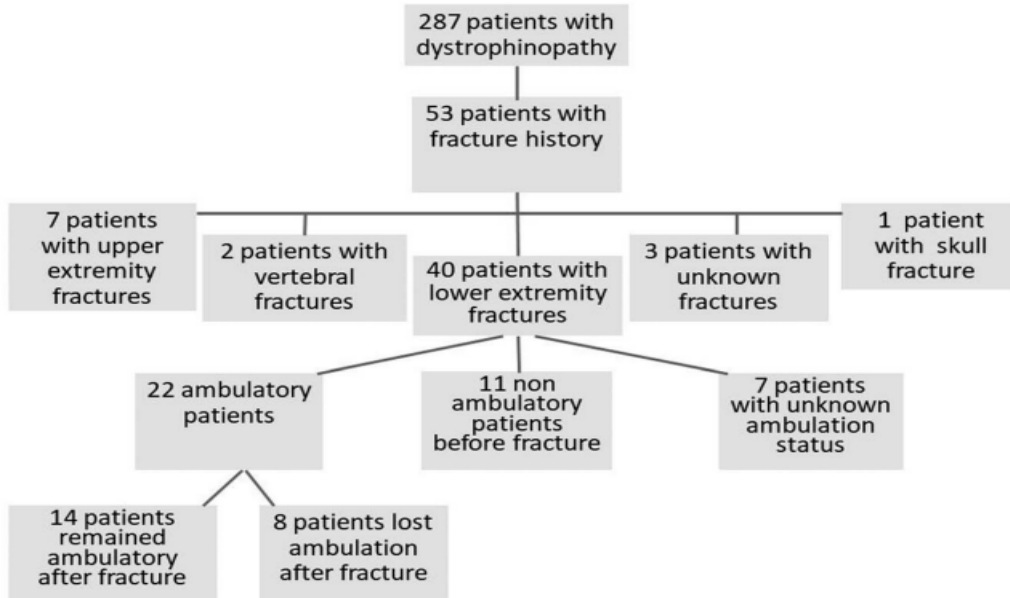 287 patients with
dystrophinopathy
53 patients with
fracture history
7 patients
with upper
extremity
fractures
2 patients with
vertebral
fractures
40 patients with
lower extremity
fractures
3 patients with
unknown
fractures
1 patient
with skull
fracture
22 ambulatory
patients
11 non
ambulatory
patients
before fracture
7 patients
with unknown
ambulation
status
14 patients
remained
ambulatory
after fracture
8 patients lost
ambulation
after fracture